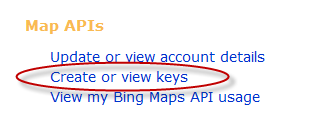 Map APIs
Update or view account details
Create or view keys
View my Bing Maps API usage